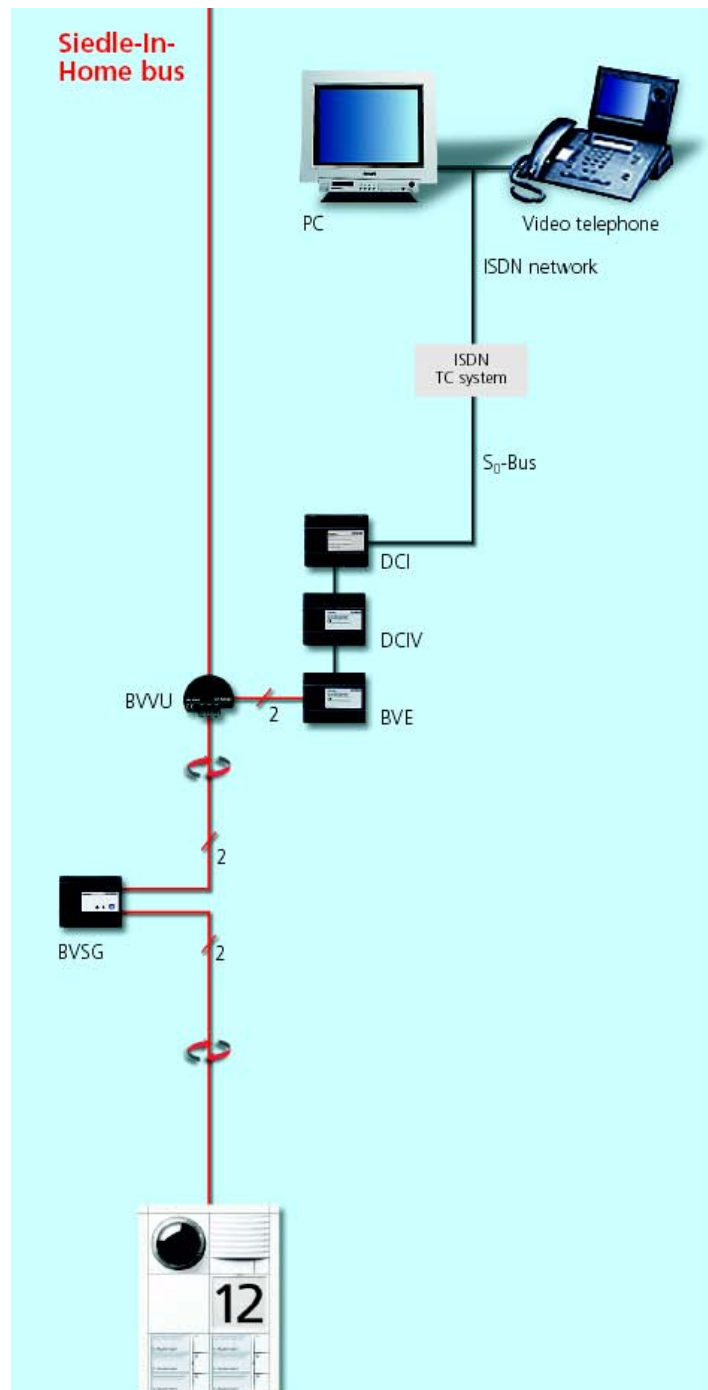 Siedle-In-
Home bus
PC
Video telephone
ISDN network
ISDN
TC system
S₀-Bus
DCI
DCIV
BVVU
2
BVE
2
BVSG
2
12